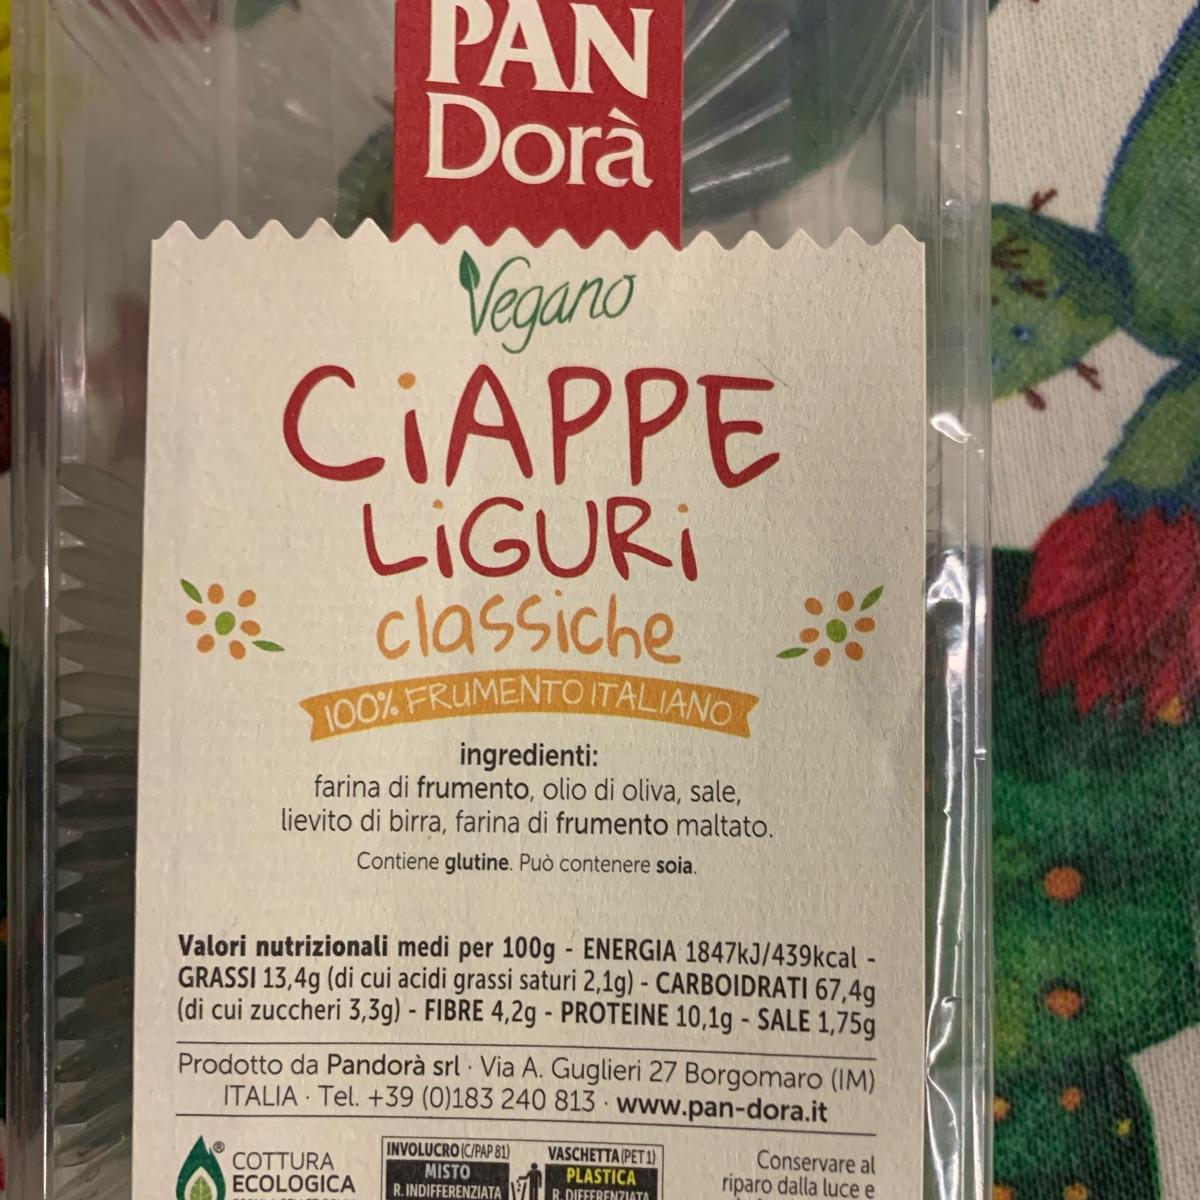 PAN
Dorà
Vegano
CiAPPE
LiGURi
classiche
100% FRUMENTO ITALIANO
ingredienti:
farina di frumento, olio di oliva, sale,
lievito di birra, farina di frumento maltato.
Contiene glutine. Può contenere soia.
Valori nutrizionali medi per 100g - ENERGIA 1847kJ/439kcal -
GRASSI 13,4g (di cui acidi grassi saturi 2,1g) - CARBOIDRATI 67,4g
(di cui zuccheri 3,3g) - FIBRE 4,2g - PROTEINE 10,1g - SALE 1,75g
Prodotto da Pandorà srl · Via A. Guglieri 27 Borgomaro (IM)
ITALIA · Tel. +39 (0)183 240 813 · www.pan-dora.it
®
COTTURA
ECOLOGICA
INVOLUCRO (C/PAP 81)
MISTO
R. INDIFFERENZIATA
VASCHETTA (PET 1)
PLASTICA
R. DIFFERENZIATA
Conservare al
riparo dalla luce e